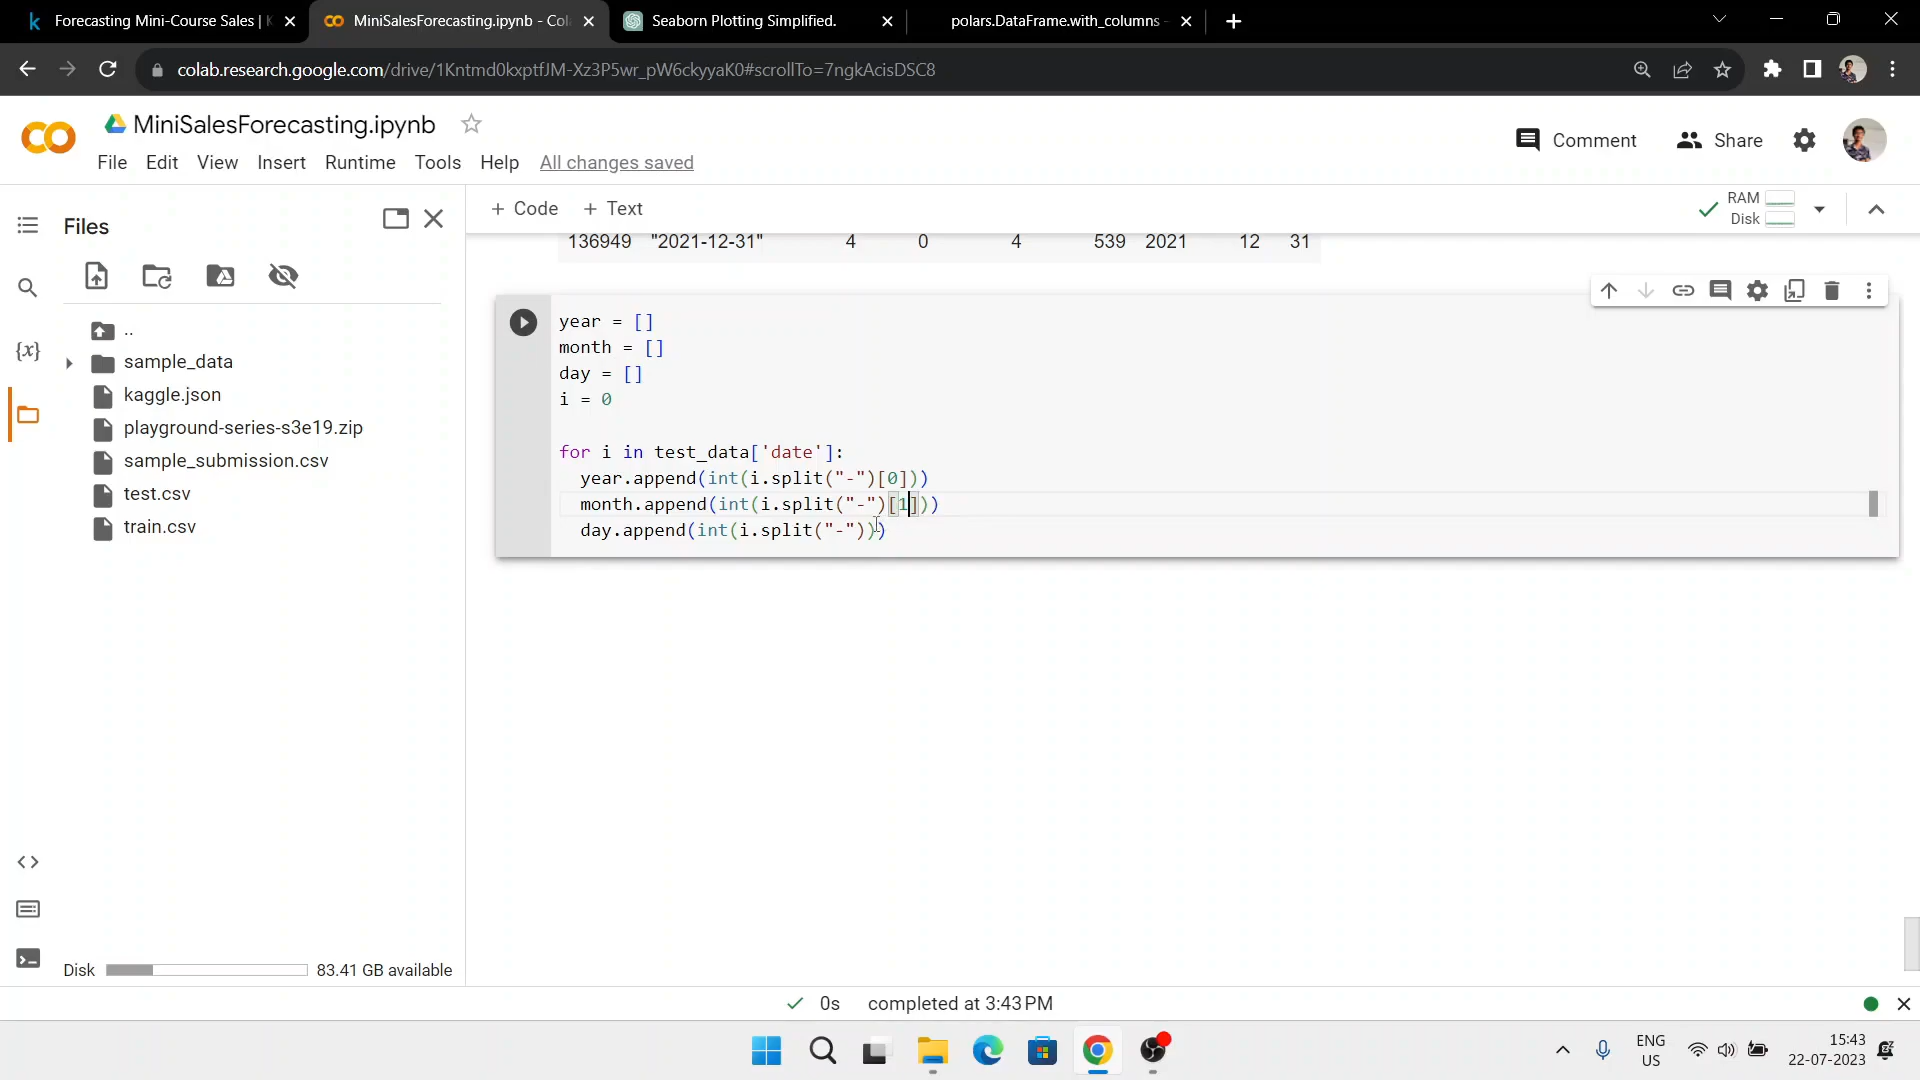 Forecasting Mini-Course Sales | K
MiniSalesForecasting.ipynb - Col
Seaborn Plotting Simplified.
polars.DataFrame.with_columns -
colab.research.google.com/drive/1Kntmd0kxptfJM-Xz3P5wr_pW6ckyyaK0#scrollTo=7ngkAcisDSC8
MiniSalesForecasting.ipynb
File Edit View Insert Runtime Tools Help All changes saved
Comment Share
Files
+ Code + Text
RAM
Disk
136949 "2021-12-31" 4 0 4 539 2021 12 31
..
sample_data
kaggle.json
playground-series-s3e19.zip
sample_submission.csv
test.csv
train.csv
{x}
year = []
month = []
day = []
i = 0
for i in test_data['date']:
year.append(int(i.split("-")[0]))
month.append(int(i.split("-")[1]))
day.append(int(i.split("-")))
Disk 83.41 GB available
0s completed at 3:43 PM
ENG
US
15:43
22-07-2023